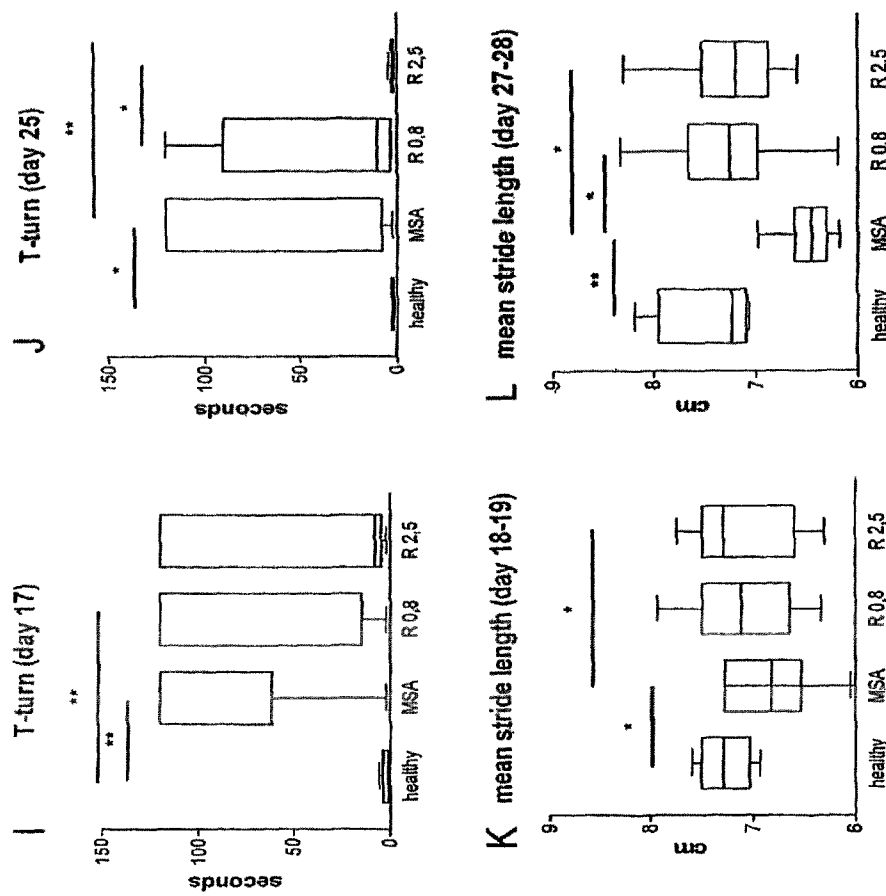 I T-turn (day 17)
**
**
150
100
50
0
seconds
healthy MSA R 0,8 R 2,5
J T-turn (day 25)
**
*
*
150
100
50
0
seconds
healthy MSA R 0,8 R 2,5
K mean stride length (day 18-19)
*
*
9
8
7
6
cm
healthy MSA R 0,8 R 2,5
L mean stride length (day 27-28)
*
*
**
9
8
7
6
cm
healthy MSA R 0,8 R 2,5